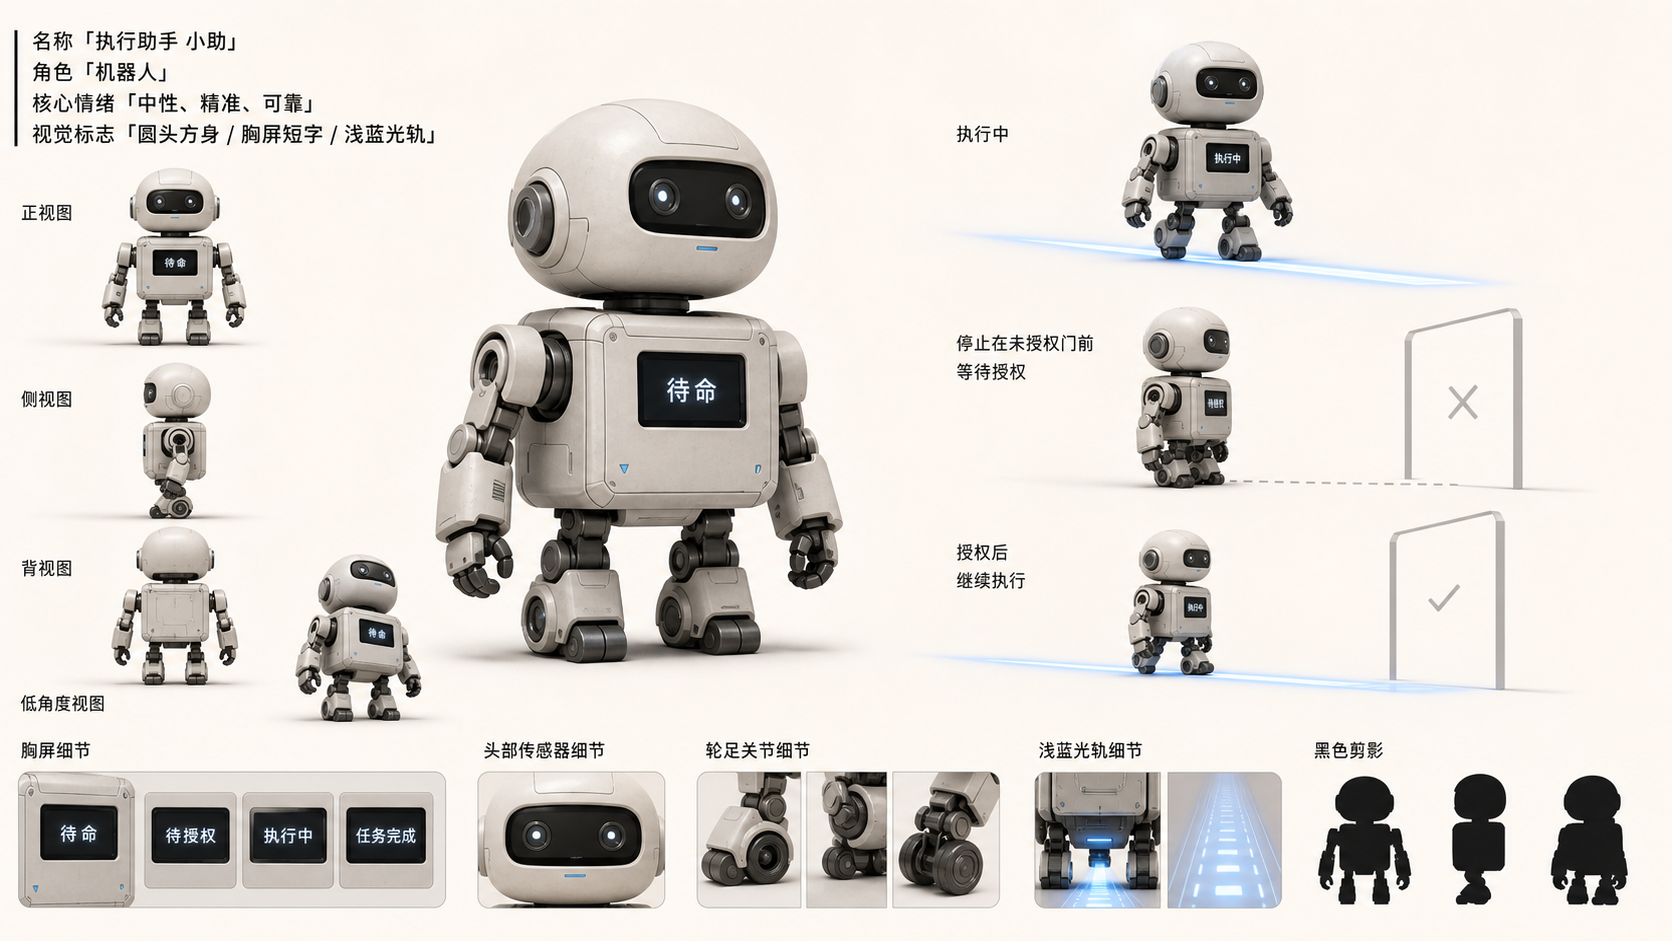 名称「执行助手 小助」
角色「机器人」
核心情绪「中性、精准、可靠」
视觉标志「圆头方身 / 胸屏短字 / 浅蓝光轨」
正视图
待命
侧视图
背视图
低角度视图
待命
待命
执行中
执行中
停止在未授权门前
等待授权
待授权
授权后
继续执行
执行中
胸屏细节
待命
待授权
执行中
任务完成
头部传感器细节
轮足关节细节
浅蓝光轨细节
黑色剪影